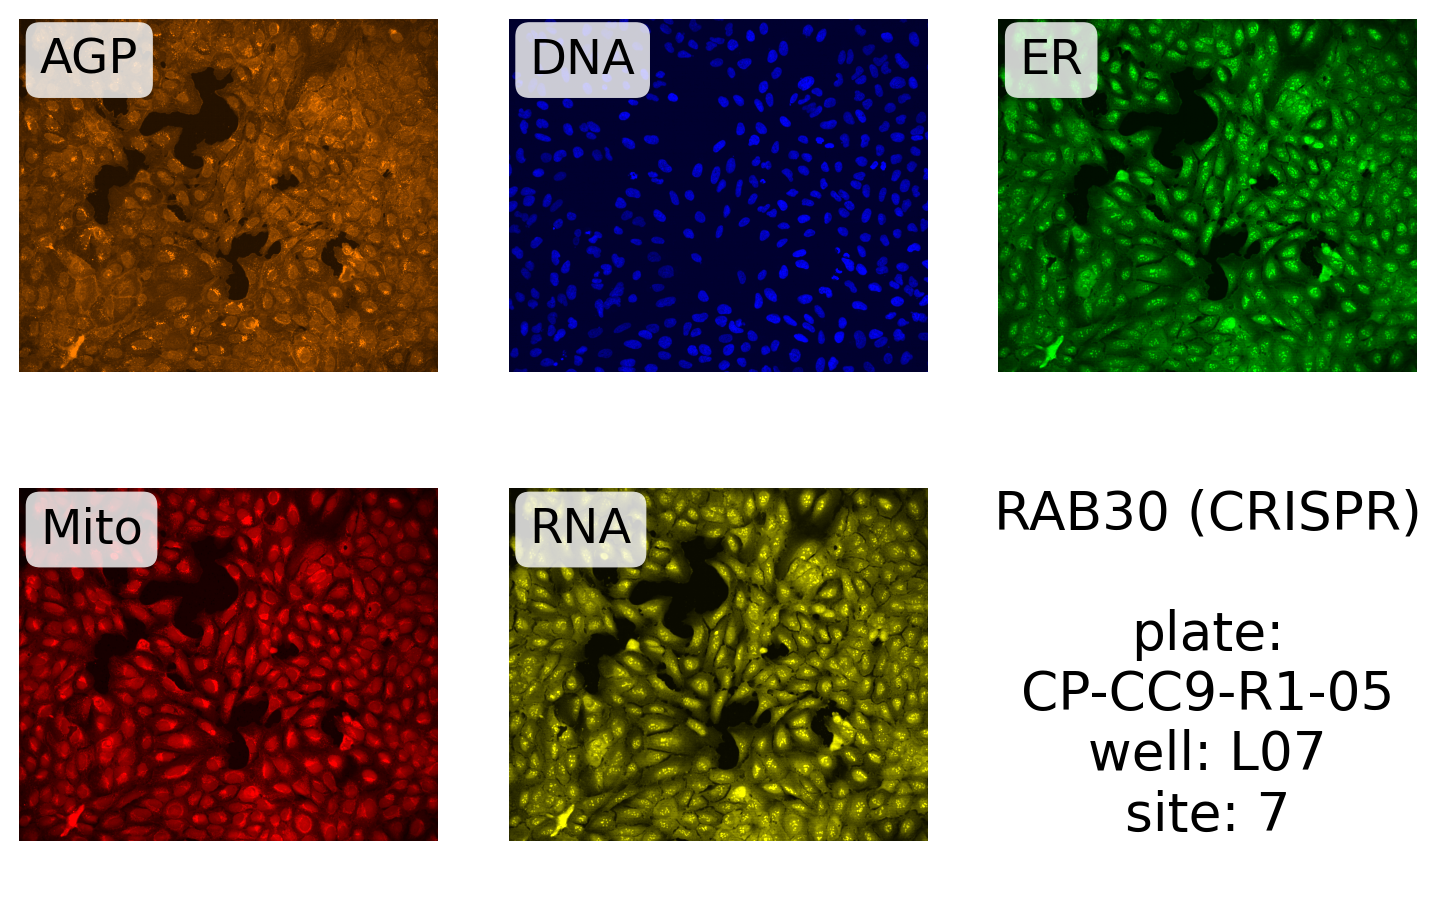 AGP
DNA
ER
Mito
RNA
RAB30 (CRISPR)
plate:
CP-CC9-R1-05
well: L07
site: 7